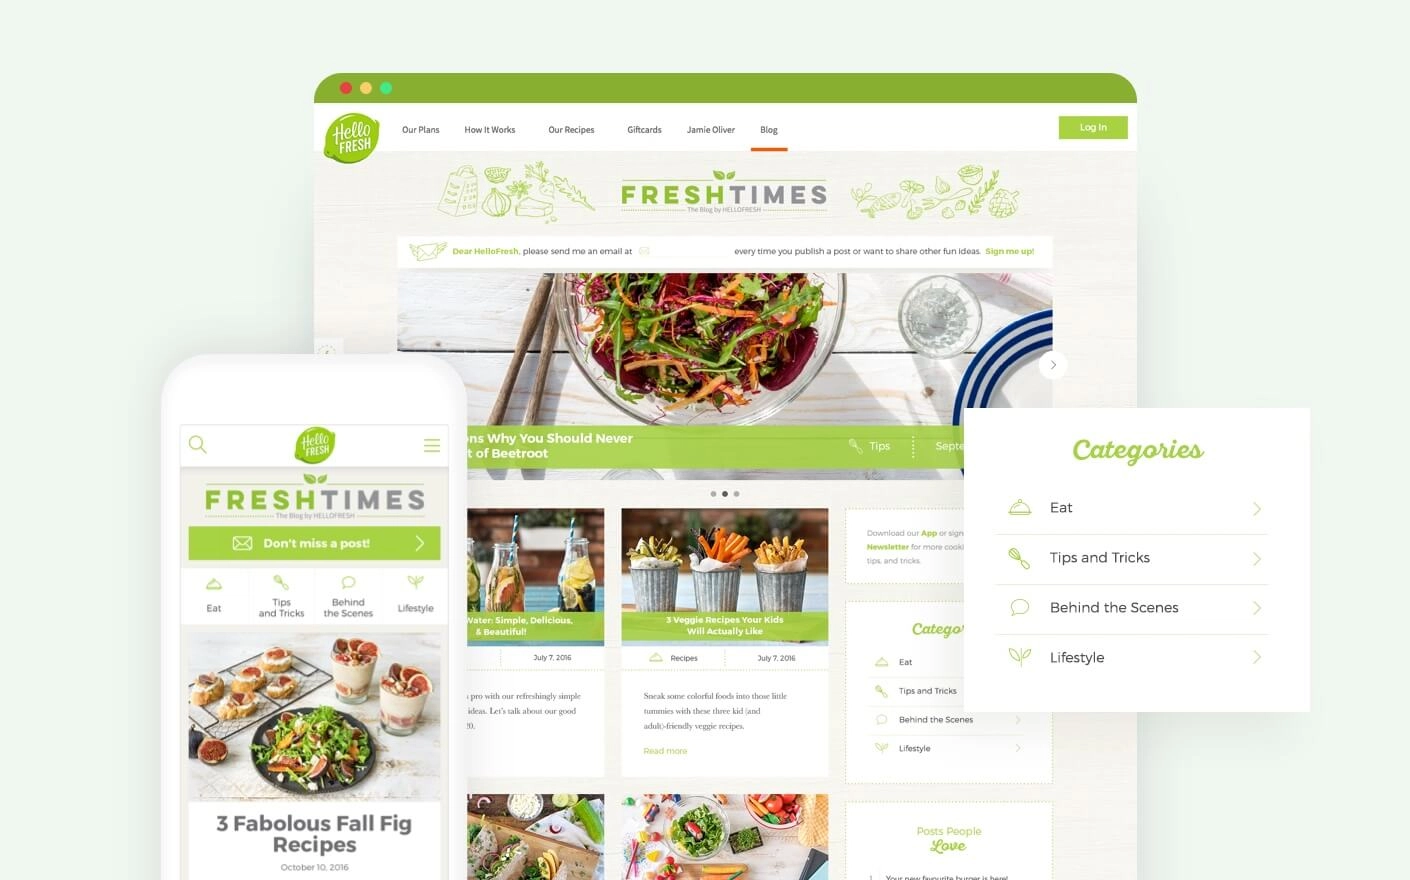 Hello
FRESH
Our Plans
How It Works
Our Recipes
Giftcards
Jamie Oliver
Blog
Log In
FRESHTIMES
The Blog by HELLOFRESH
Dear HelloFresh, please send me an email at
every time you publish a post or want to share other fun ideas. Sign me up!
Why You Should Never
of Beetroot
Tips
Hello
FRESH
FRESHTIMES
The Blog by HELLOFRESH
Don't miss a post!
Eat
Tips
and Tricks
Behind
the Scenes
Lifestyle
3 Fabolous Fall Fig
Recipes
October 10, 2016
Water: Simple, Delicious,
& Beautiful!
July 7, 2016
pro with our refreshingly simple
ideas. Let's talk about our good
3 Veggie Recipes Your Kids
Will Actually Like
Recipes
July 7, 2016
Sneak some colorful foods into those little
tummies with these three kid (and
adult)-friendly veggie recipes.
Read more
Download our App or sign
Newsletter for more
tips, and tricks.
Eat
Tips and Tricks
Behind the Scenes
Lifestyle
Posts People
Love
1 Your new favourite burger is here!
Categories
Eat
Tips and Tricks
Behind the Scenes
Lifestyle